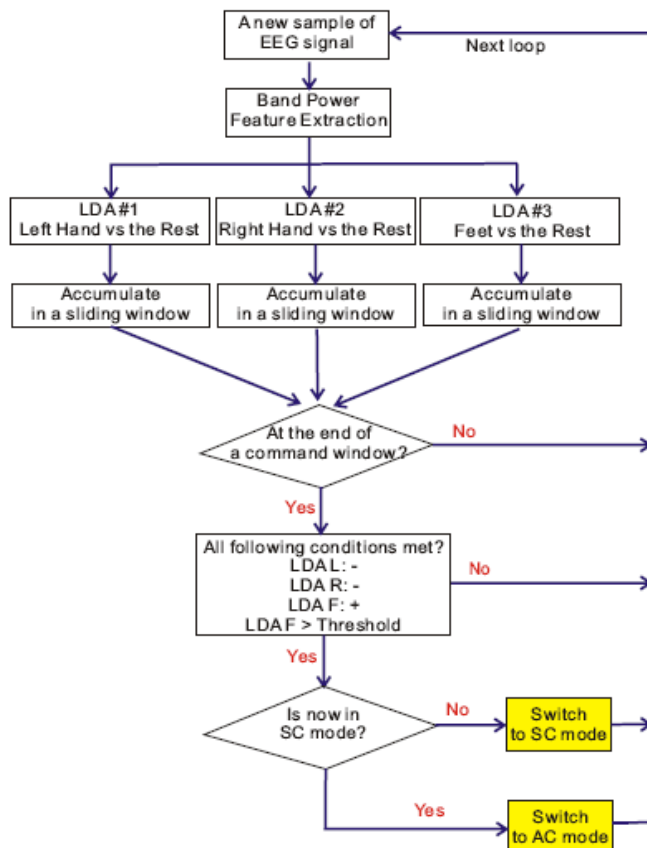 A new sample of
EEG signal
Next loop
Band Power
Feature Extraction
LDA#1
Left Hand vs the Rest
LDA#2
Right Hand vs the Rest
LDA#3
Feet vs the Rest
Accumulate
in a sliding window
Accumulate
in a sliding window
Accumulate
in a sliding window
At the end of
a command window?
No
Yes
All following conditions met?
LDA L: -
LDA R: -
LDA F: +
LDA F > Threshold
No
Yes
Is now in
SC mode?
No
Switch
to SC mode
Yes
Switch
to AC mode